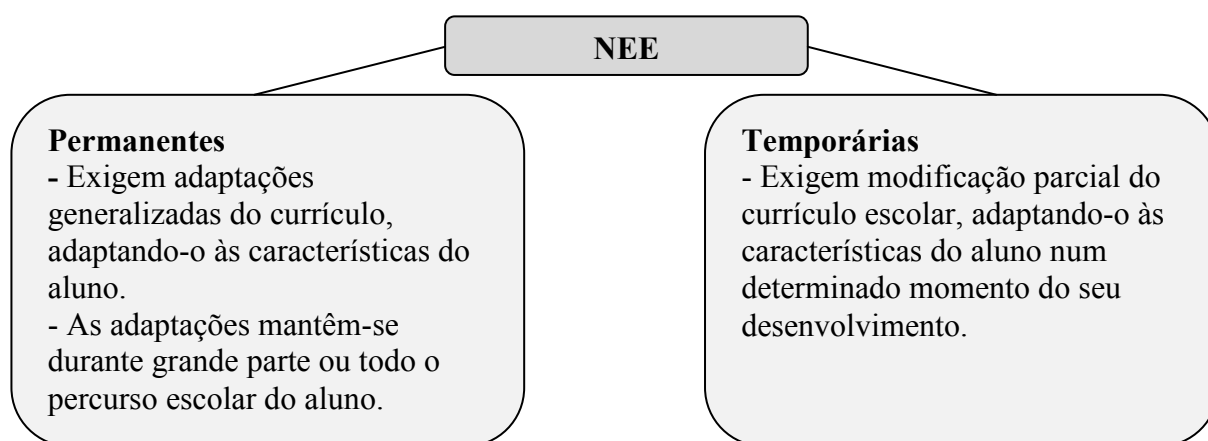 NEE
Permanentes
- Exigem adaptações
generalizadas do currículo,
adaptando-o às características do
aluno.
- As adaptações mantêm-se
durante grande parte ou todo o
percurso escolar do aluno.
Temporárias
- Exigem modificação parcial do
currículo escolar, adaptando-o às
características do aluno num
determinado momento do seu
desenvolvimento.